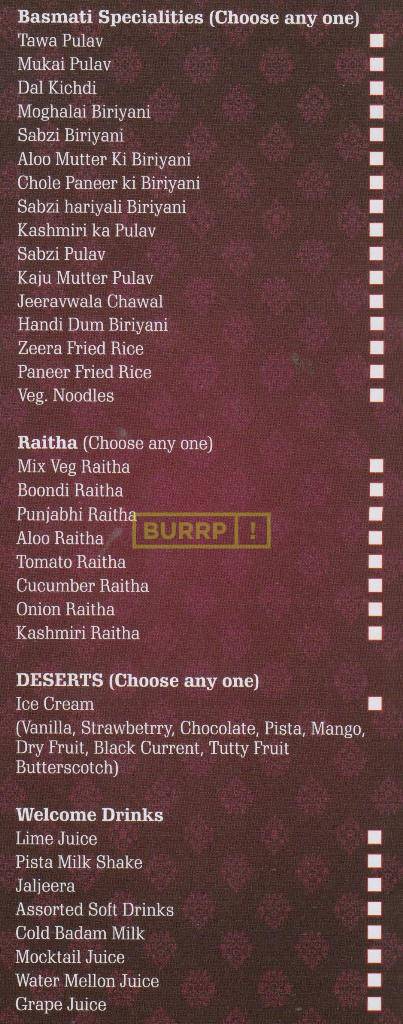 Basmati Specialities (Choose any one)
Tawa Pulav
Mukai Pulav
Dal Kichdi
Moghalai Biriyani
Sabzi Biriyani
Aloo Mutter Ki Biriyani
Chole Paneer ki Biriyani
Sabzi hariyali Biriyani
Kashmiri ka Pulav
Sabzi Pulav
Kaju Mutter Pulav
Jeeravwala Chawal
Handi Dum Biriyani
Zeera Fried Rice
Paneer Fried Rice
Veg. Noodles
Raitha (Choose any one)
Mix Veg Raitha
Boondi Raitha
Punjabhi Raitha
BURRP!
Aloo Raitha
Tomato Raitha
Cucumber Raitha
Onion Raitha
Kashmiri Raitha
DESERTS (Choose any one)
Ice Cream
(Vanilla, Strawbetrry, Chocolate, Pista, Mango,
Dry Fruit, Black Current, Tutty Fruit
Butterscotch)
Welcome Drinks
Lime Juice
Pista Milk Shake
Jaljeera
Assorted Soft Drinks
Cold Badam Milk
Mocktail Juice
Water Mellon Juice
Grape Juice